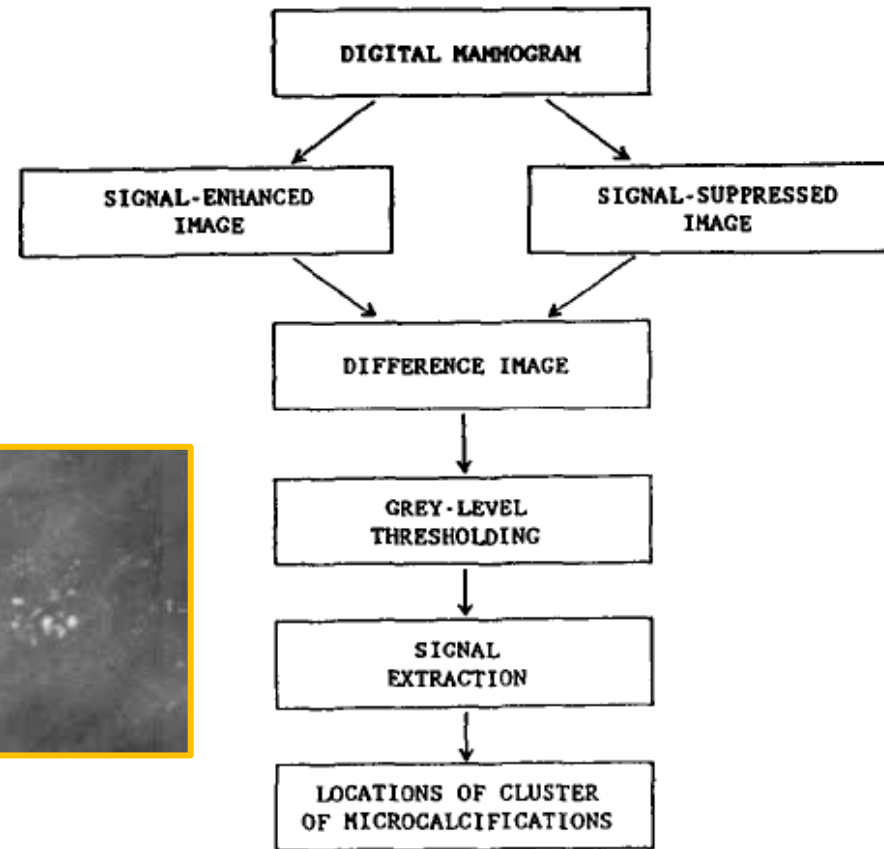 DIGITAL MAMMOGRAM
SIGNAL-ENHANCED
IMAGE
SIGNAL-SUPPRESSED
IMAGE
DIFFERENCE IMAGE
GREY-LEVEL
THRESHOLDING
SIGNAL
EXTRACTION
LOCATIONS OF CLUSTER
OF MICROCALCIFICATIONS